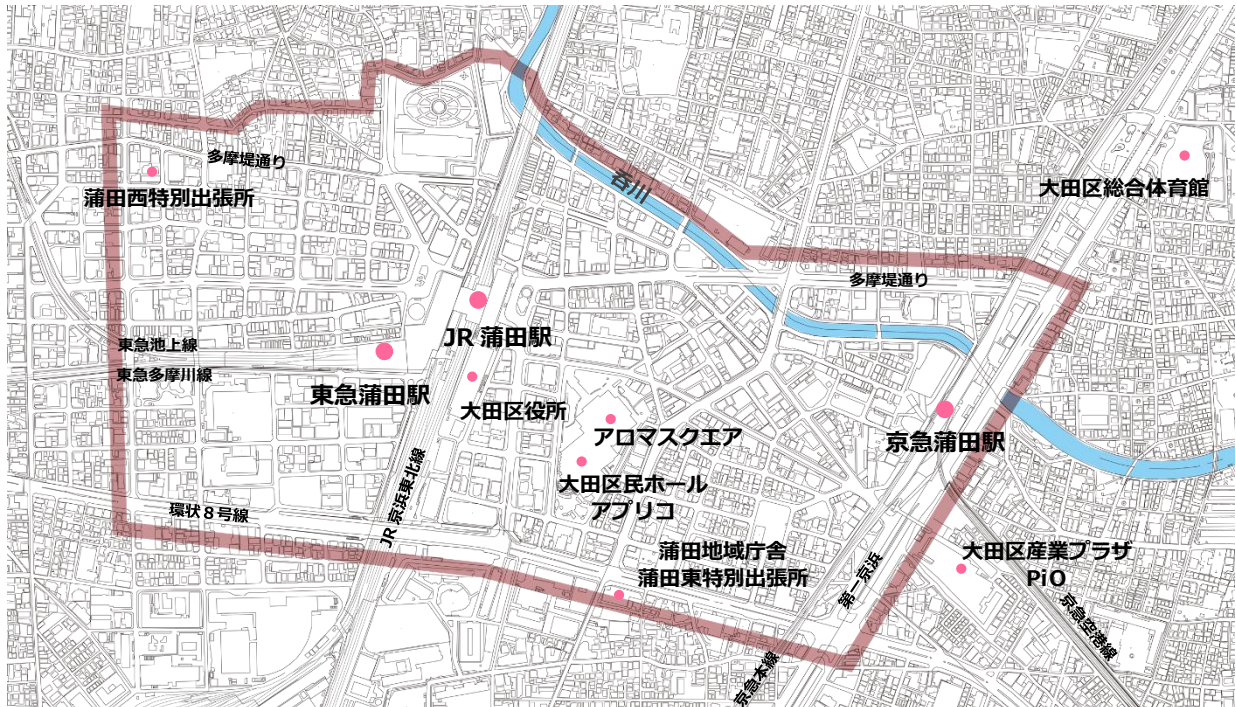 多摩堤通り
蒲田西特別出張所
呑川
大田区総合体育館
多摩堤通り
JR 蒲田駅
東急池上線
東急多摩川線
東急蒲田駅
大田区役所
アロマスクエア
京急蒲田駅
大田区民ホール
アプリコ
JR 京浜東北線
環状８号線
蒲田地域庁舎
蒲田東特別出張所
第一京浜
大田区産業プラザ
PiO
京急空港線
京急本線